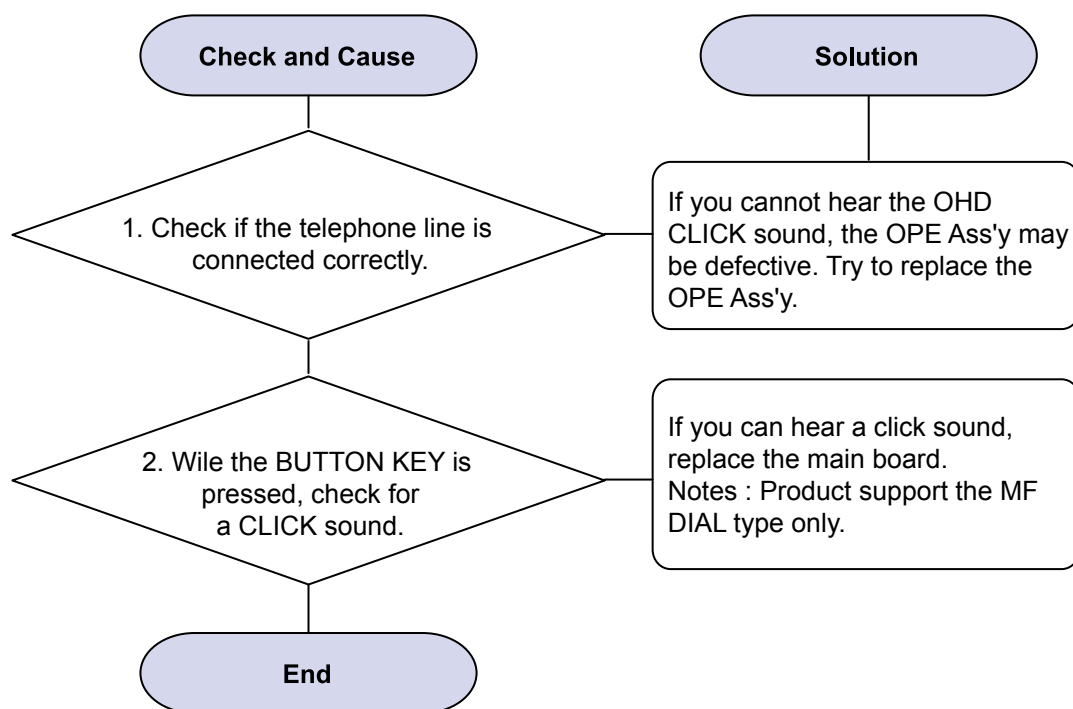 Check and Cause
Solution
1. Check if the telephone line is
connected correctly.
If you cannot hear the OHD
CLICK sound, the OPE Ass'y may
be defective. Try to replace the
OPE Ass'y.
2. Wile the BUTTON KEY is
pressed, check for
a CLICK sound.
If you can hear a click sound,
replace the main board.
Notes : Product support the MF
DIAL type only.
End